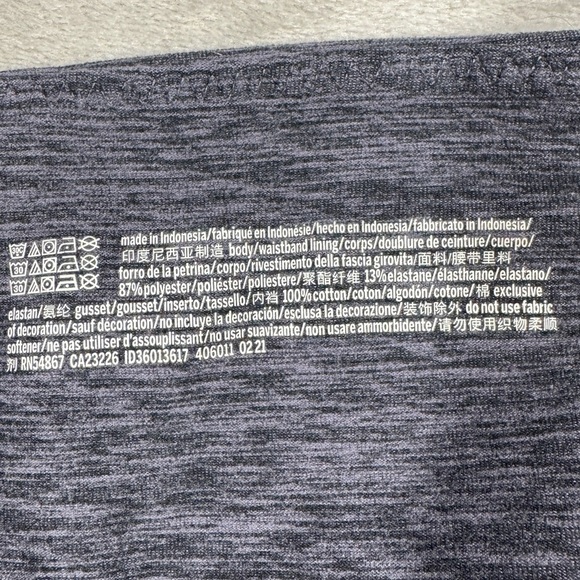 made in Indonesia/fabriqué en Indonésie/hecho en Indonesia/fabbricato in Indonesia/
印度尼西亚制造 body/waistband lining/corps/doublure de ceinture/cuerpo/
forro de la petrina/corpo/rivestimento della fascia girovita/面料/腰带里料
87%polyester/poliéster/poliestere/聚酯纤维 13%elastane/élasthanne/elastano/
elastan/氨纶 gusset/gousset/inserto/tassello/内裆 100%cotton/coton/algodón/cotone/棉 exclusive
of decoration/sauf décoration/no incluye la decoración/esclusa la decorazione/装饰除外 do not use fabric
softener/ne pas utiliser d'assouplissant/no usar suavizante/non usare ammorbidente/请勿使用织物柔顺
剂 RN54867 CA23226 ID36013617 406011 02 21